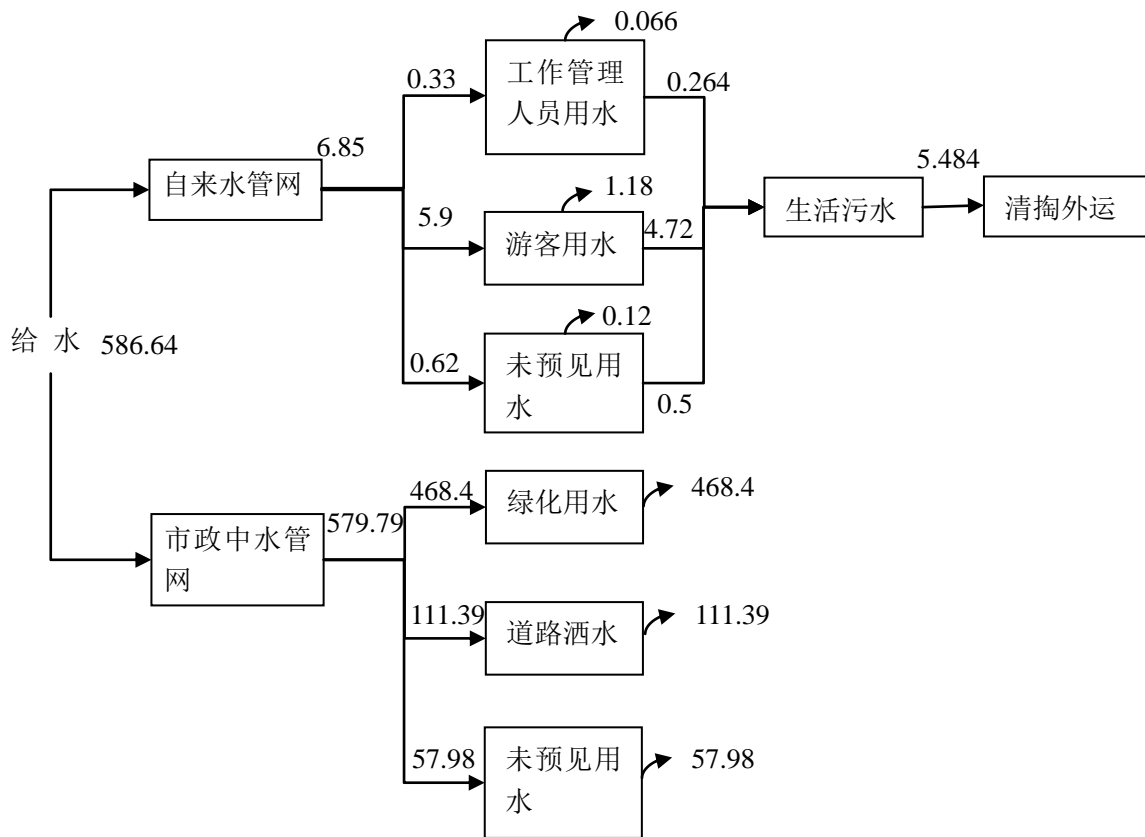 0.066
0.33
工作管理
人员用水
0.264
6.85
自来水管网
5.9
1.18
游客用水
4.72
生活污水
5.484
清掏外运
给 水 586.64
0.62
0.12
未预见用
水
0.5
579.79
市政中水管
网
468.4
绿化用水
468.4
111.39
道路洒水
111.39
57.98
未预见用
水
57.98